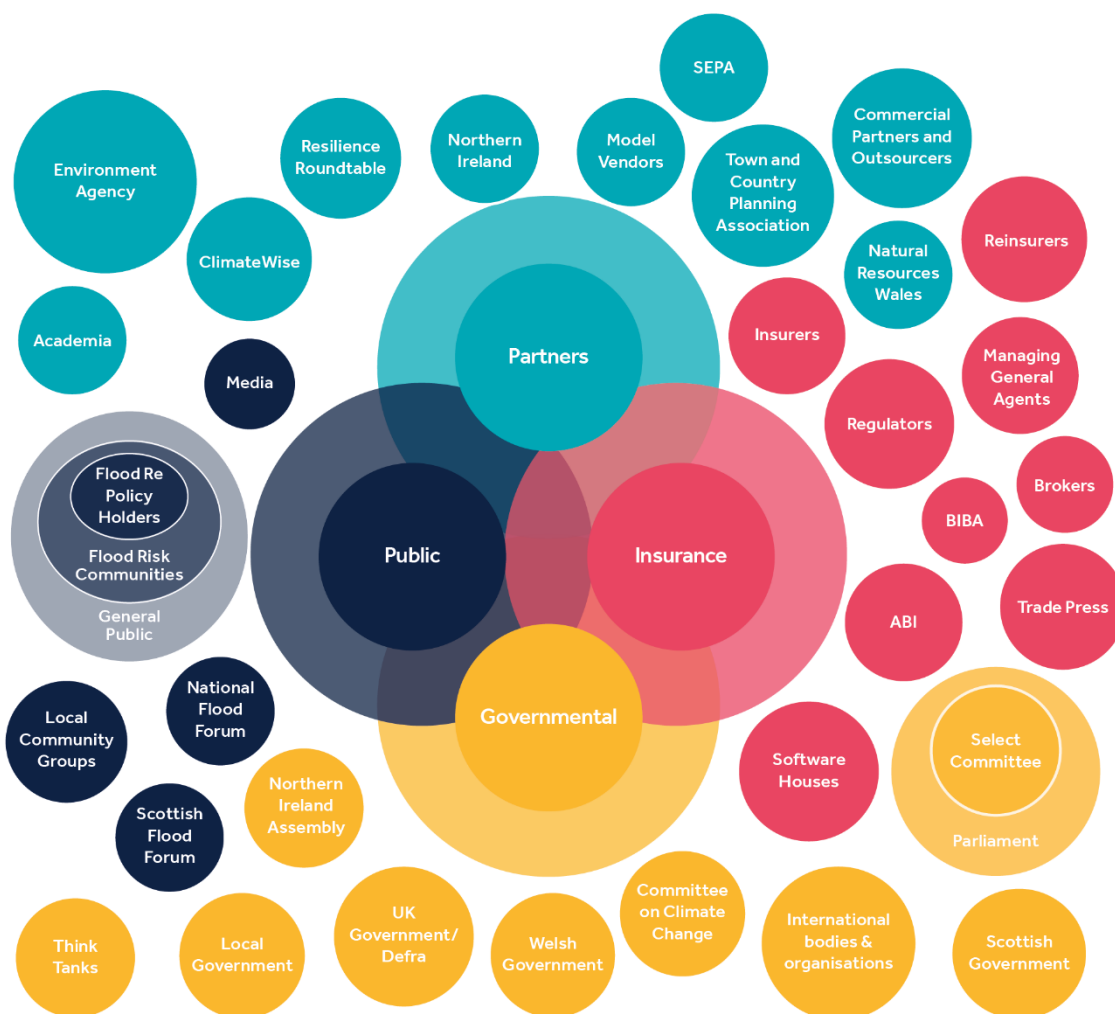 SEPA
Commercial
Partners and
Outsourcers
Resilience
Roundtable
Northern
Ireland
Model
Vendors
Environment
Agency
Town and
Country
Planning
Association
ClimateWise
Natural
Resources
Wales
Reinsurers
Academia
Media
Partners
Insurers
Managing
General
Agents
Regulators
Flood Re
Policy
Holders
Flood Risk
Communities
General
Public
Public
Insurance
Brokers
BIBA
ABI
Trade Press
Local
Community
Groups
National
Flood
Forum
Governmental
Software
Houses
Select
Committee
Parliament
Scottish
Flood
Forum
Northern
Ireland
Assembly
Think
Tanks
Local
Government
UK
Government/
Defra
Welsh
Government
Committee
on Climate
Change
International
bodies &
organisations
Scottish
Government